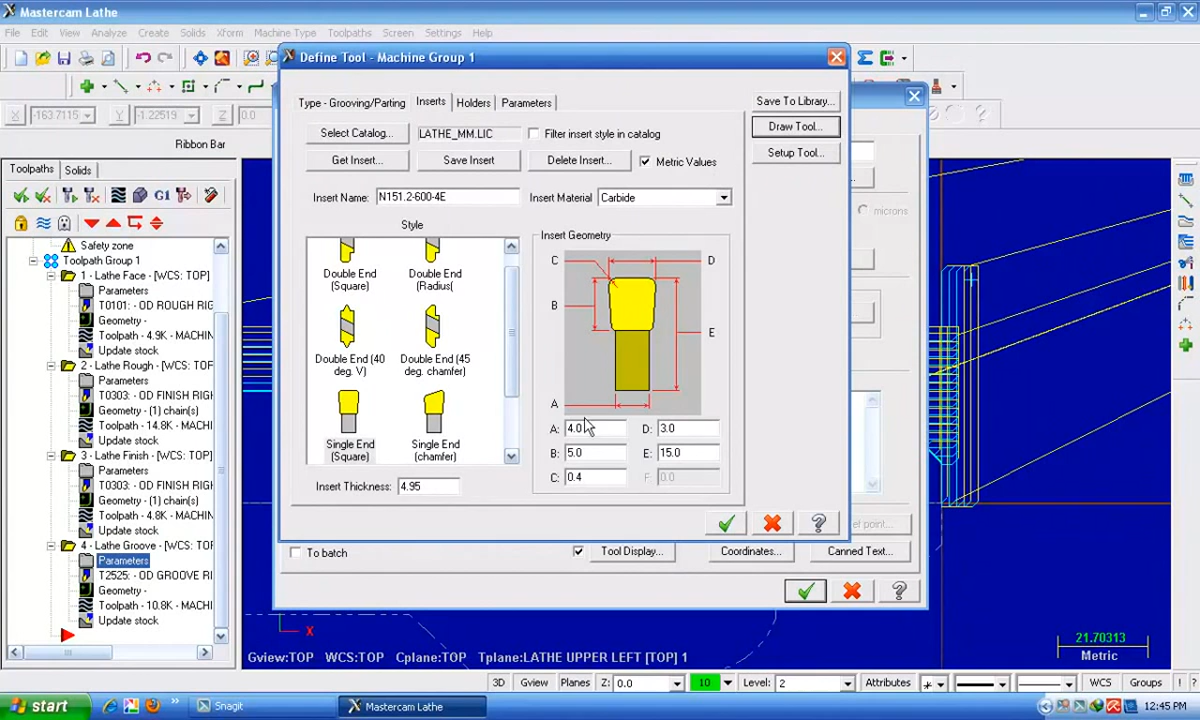 Mastercam Lathe
File Edit View Analyze Create Solids Xform Machine Type Toolpaths Screen Settings Help
X -163.7115 Y -1.22519 Z 0.0
Ribbon Bar
Toolpaths Solids
G1
Safety zone
Toolpath Group 1
1 - Lathe Face - [WCS: TOP]
Parameters
T0101: - OD ROUGH RIG
Geometry -
Toolpath - 4.9K - MACHIN
Update stock
2 - Lathe Rough - [WCS: TOP
Parameters
T0303: - OD FINISH RIGH
Geometry - (1) chain(s)
Toolpath - 14.8K - MACHI
Update stock
3 - Lathe Finish - [WCS: TOP
Parameters
T0303: - OD FINISH RIGH
Geometry - (1) chain(s)
Toolpath - 4.8K - MACHIN
Update stock
4 - Lathe Groove - [WCS: TOP
Parameters
T2525: - OD GROOVE RI
Geometry -
Toolpath - 10.8K - MACHI
Update stock
Define Tool - Machine Group 1
Type - Grooving/Parting Inserts Holders Parameters
Save To Library...
Draw Tool...
Setup Tool...
Select Catalog... LATHE_MM.LIC Filter insert style in catalog
Get Insert... Save Insert Delete Insert... Metric Values
Insert Name: N151.2-600-4E Insert Material Carbide
Style
Double End (Square)
Double End (Radius(
Double End (40 deg. V)
Double End (45 deg. chamfer)
Single End (Square)
Single End (chamfer)
Insert Thickness: 4.95
Insert Geometry
C D
B E
A
A: 4.0 D: 3.0
B: 5.0 E: 15.0
C: 0.4 F 0.0
microns
To batch Tool Display... Coordinates... Canned Text...
X
Gview:TOP WCS:TOP Cplane:TOP Tplane:LATHE UPPER LEFT [TOP] 1
21.70313
Metric
3D Gview Planes Z: 0.0 10 Level: 2 Attributes WCS Groups
start Snagit Mastercam Lathe 12:45 PM